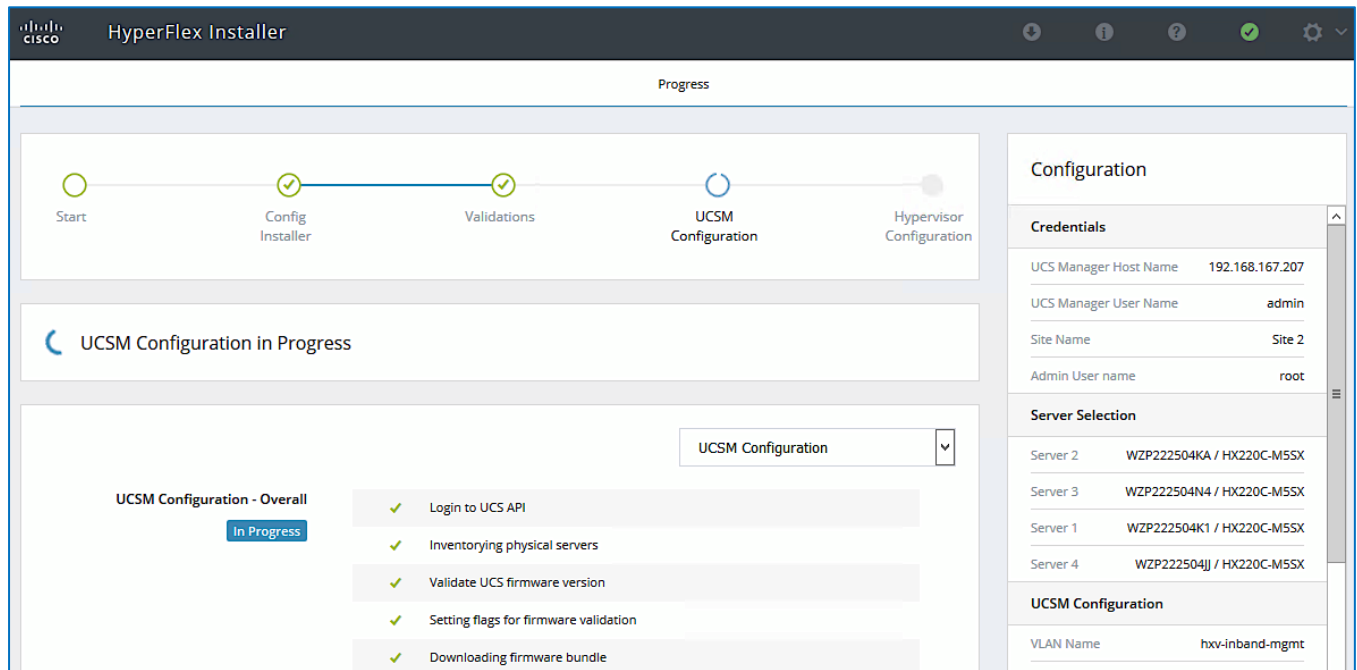 cisco HyperFlex Installer
Progress
Start
Config
Installer
Validations
UCSM
Configuration
Hypervisor
Configuration
UCSM Configuration in Progress
UCSM Configuration
UCSM Configuration - Overall
In Progress
Login to UCS API
Inventorying physical servers
Validate UCS firmware version
Setting flags for firmware validation
Downloading firmware bundle
Configuration
Credentials
UCS Manager Host Name 192.168.167.207
UCS Manager User Name admin
Site Name Site 2
Admin User name root
Server Selection
Server 2 WZP222504KA / HX220C-M5SX
Server 3 WZP222504N4 / HX220C-M5SX
Server 1 WZP222504K1 / HX220C-M5SX
Server 4 WZP222504JJ / HX220C-M5SX
UCSM Configuration
VLAN Name hxv-inband-mgmt